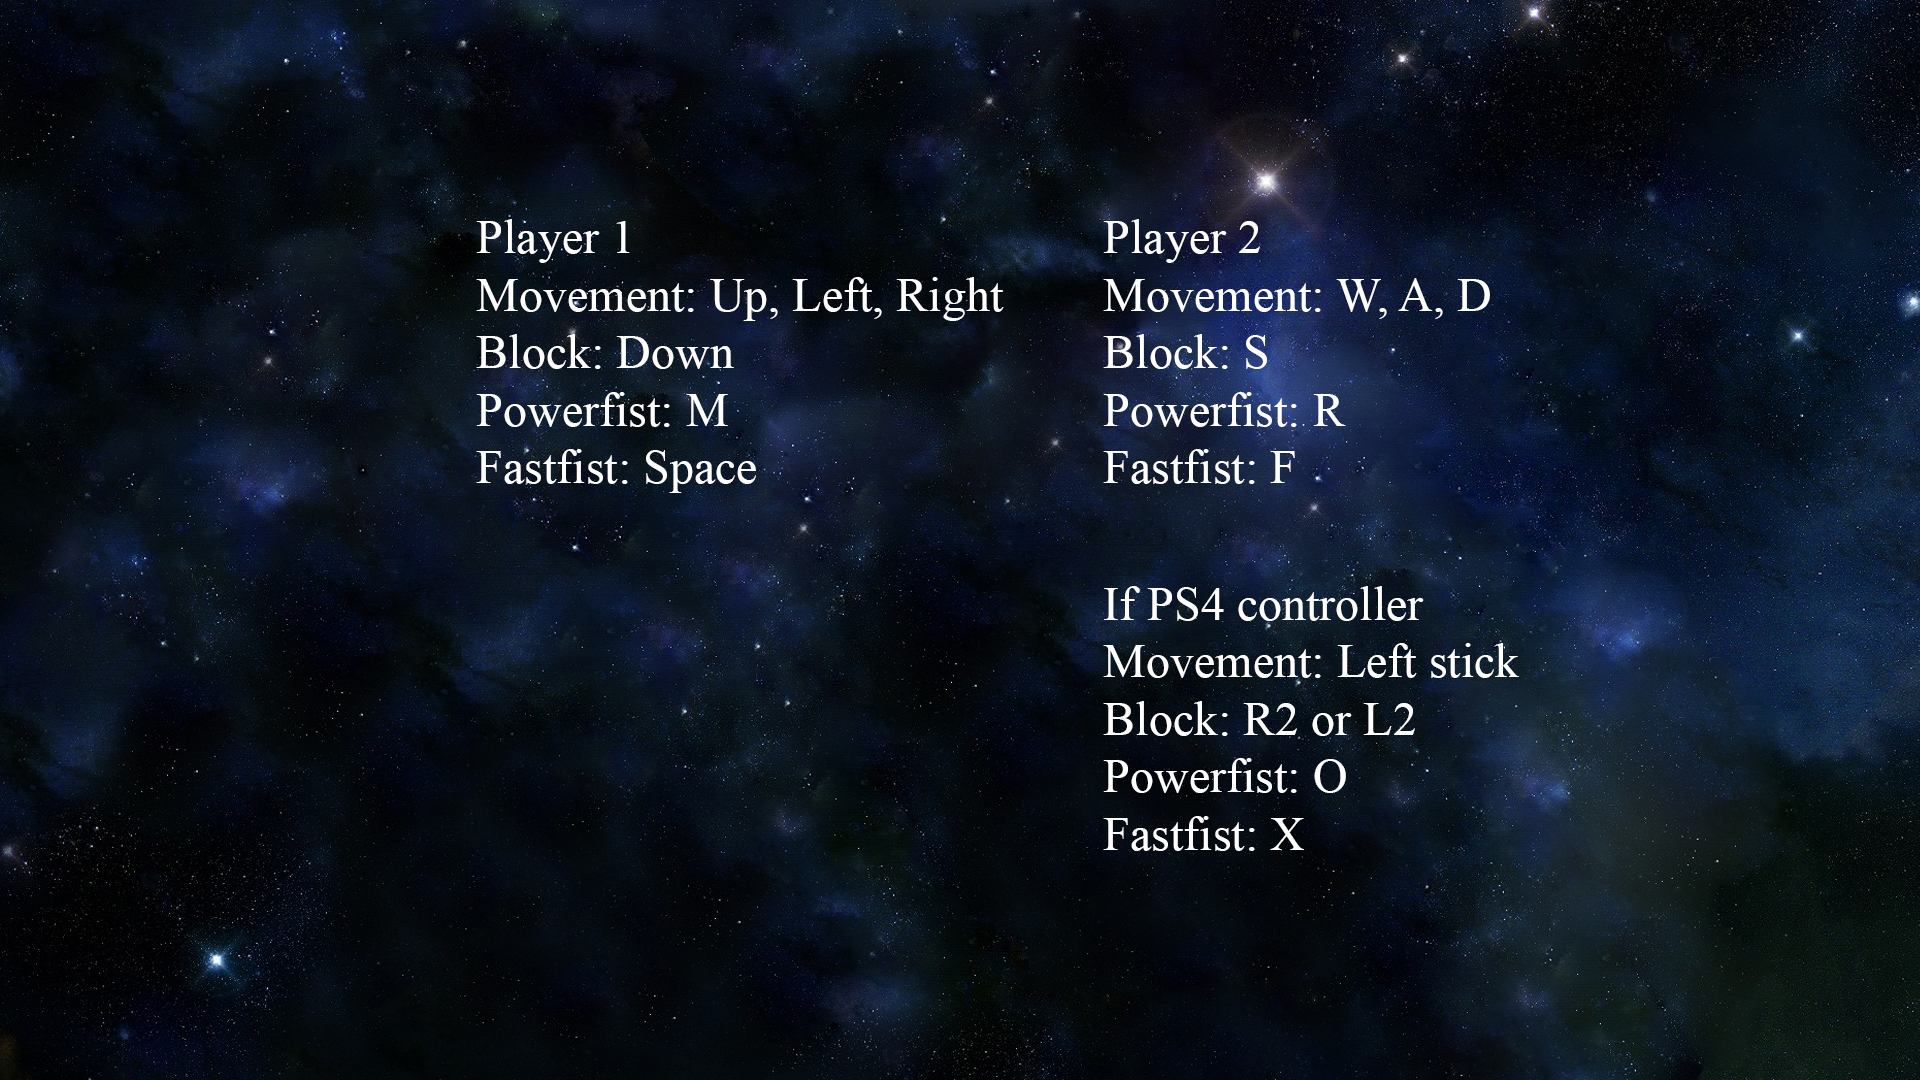 Player 1
Movement: Up, Left, Right
Block: Down
Powerfist: M
Fastfist: Space
Player 2
Movement: W, A, D
Block: S
Powerfist: R
Fastfist: F
If PS4 controller
Movement: Left stick
Block: R2 or L2
Powerfist: O
Fastfist: X